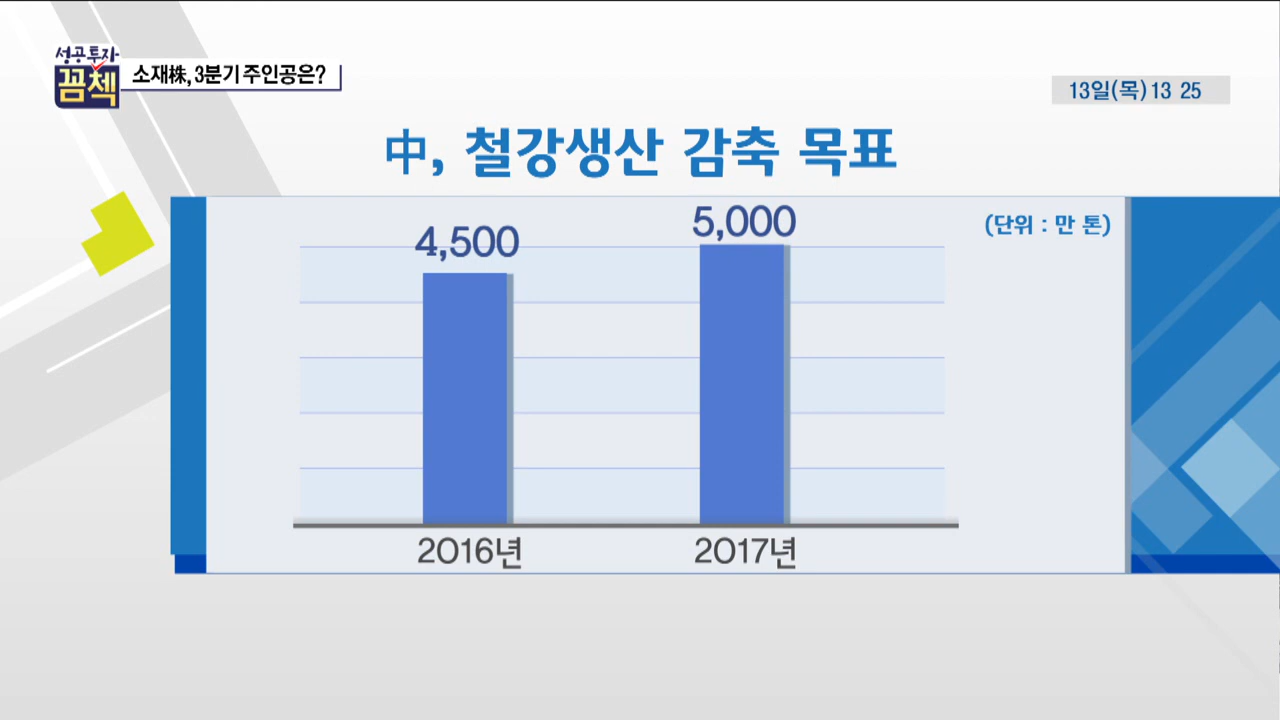 성공투자
꼼첵
소재株, 3분기 주인공은?
13일(목) 13 25
中, 철강생산 감축 목표
(단위 : 만 톤)
4,500
5,000
2016년
2017년